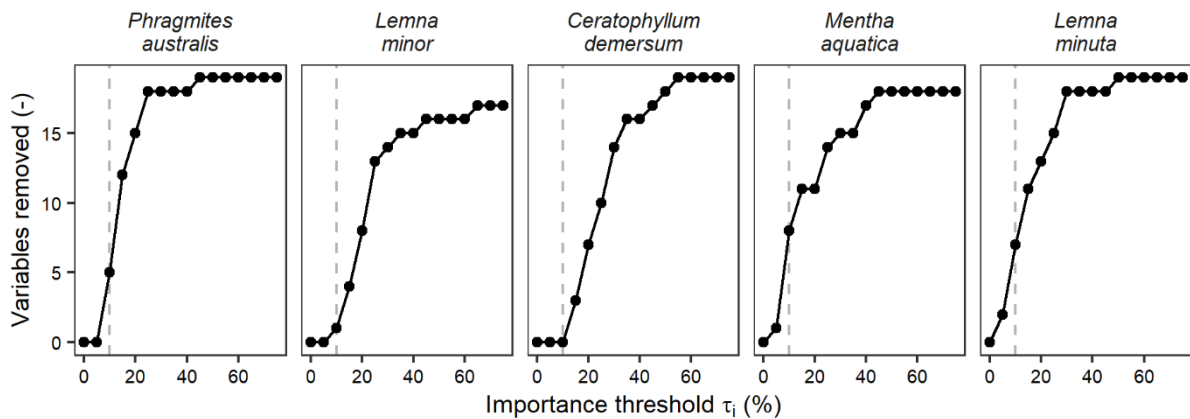 Phragmites
australis
Lemna
minor
Ceratophyllum
demersum
Mentha
aquatica
Lemna
minuta
Variables removed (-)
15
10
5
0
0 20 40 60
0 20 40 60
0 20 40 60
0 20 40 60
0 20 40 60
Importance threshold τi (%)